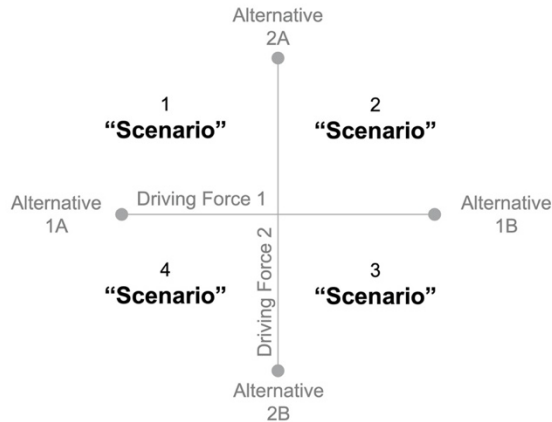 Alternative
2A
1
“Scenario”
2
“Scenario”
Alternative
1A
Driving Force 1
Alternative
1B
Driving Force 2
4
“Scenario”
3
“Scenario”
Alternative
2B